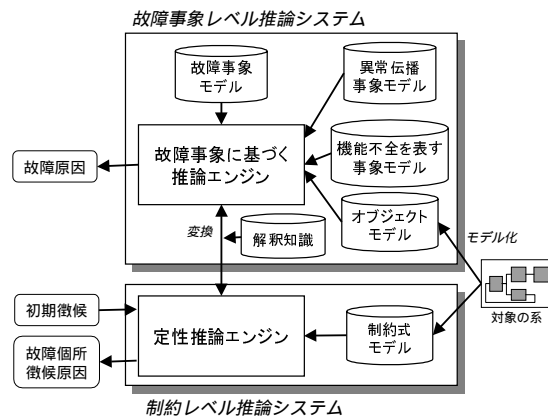 故障事象レベル推論システム
故障事象
モデル
異常伝播
事象モデル
故障原因
故障事象に基づく
推論エンジン
機能不全を表す
事象モデル
オブジェクト
モデル
変換
解釈知識
モデル化
対象の系
初期徴候
定性推論エンジン
制約式
モデル
故障個所
徴候原因
制約レベル推論システム